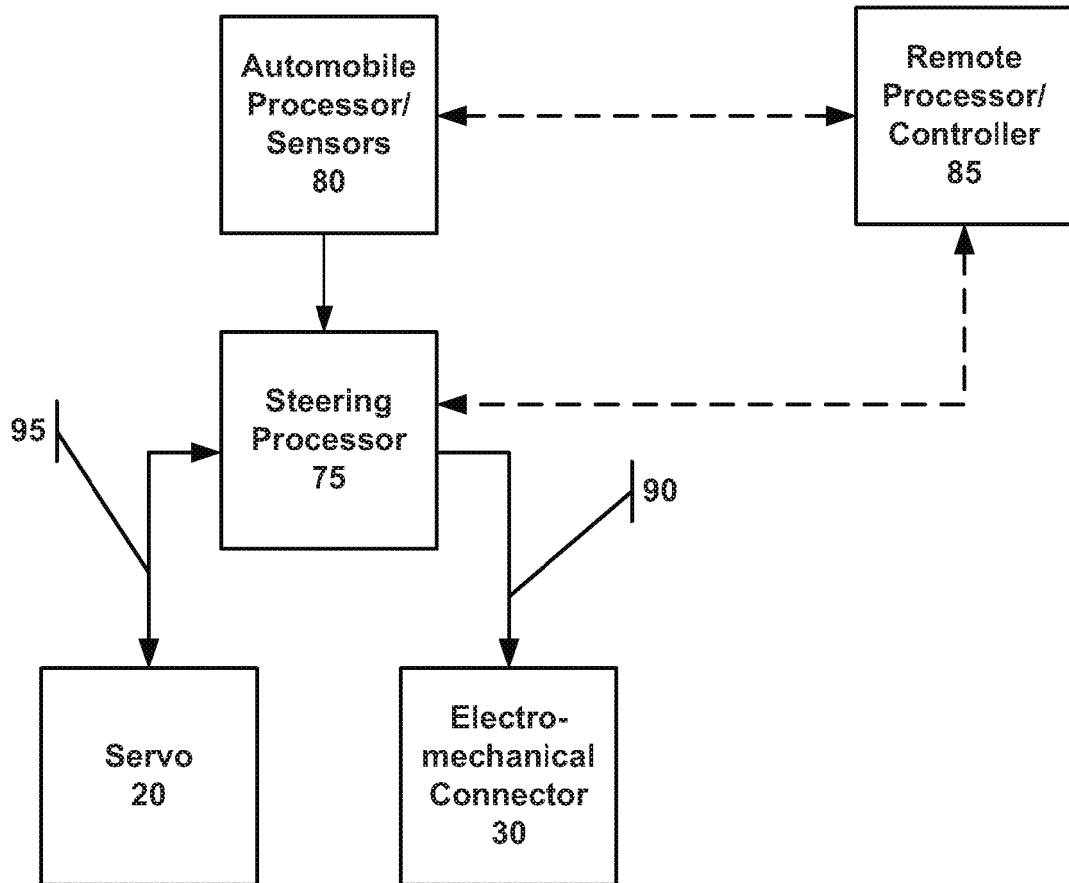 Automobile
Processor/
Sensors
80
Remote
Processor/
Controller
85
Steering
Processor
75
95
90
Servo
20
Electro-
mechanical
Connector
30